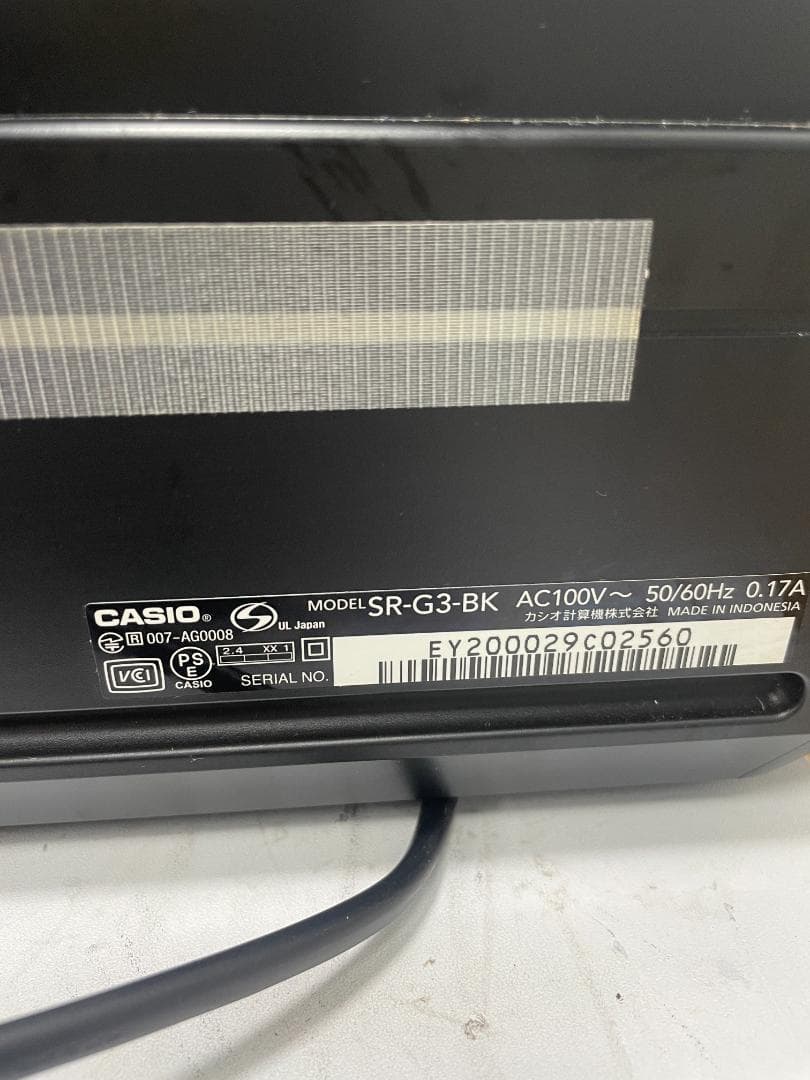 CASIO® UL Japan MODEL SR-G3-BK AC100V～ 50/60Hz 0.17A
カシオ計算機株式会社 MADE IN INDONESIA
R 007-AG0008
VCI PS E CASIO 2.4 XX 1
SERIAL NO. EY200029C02560